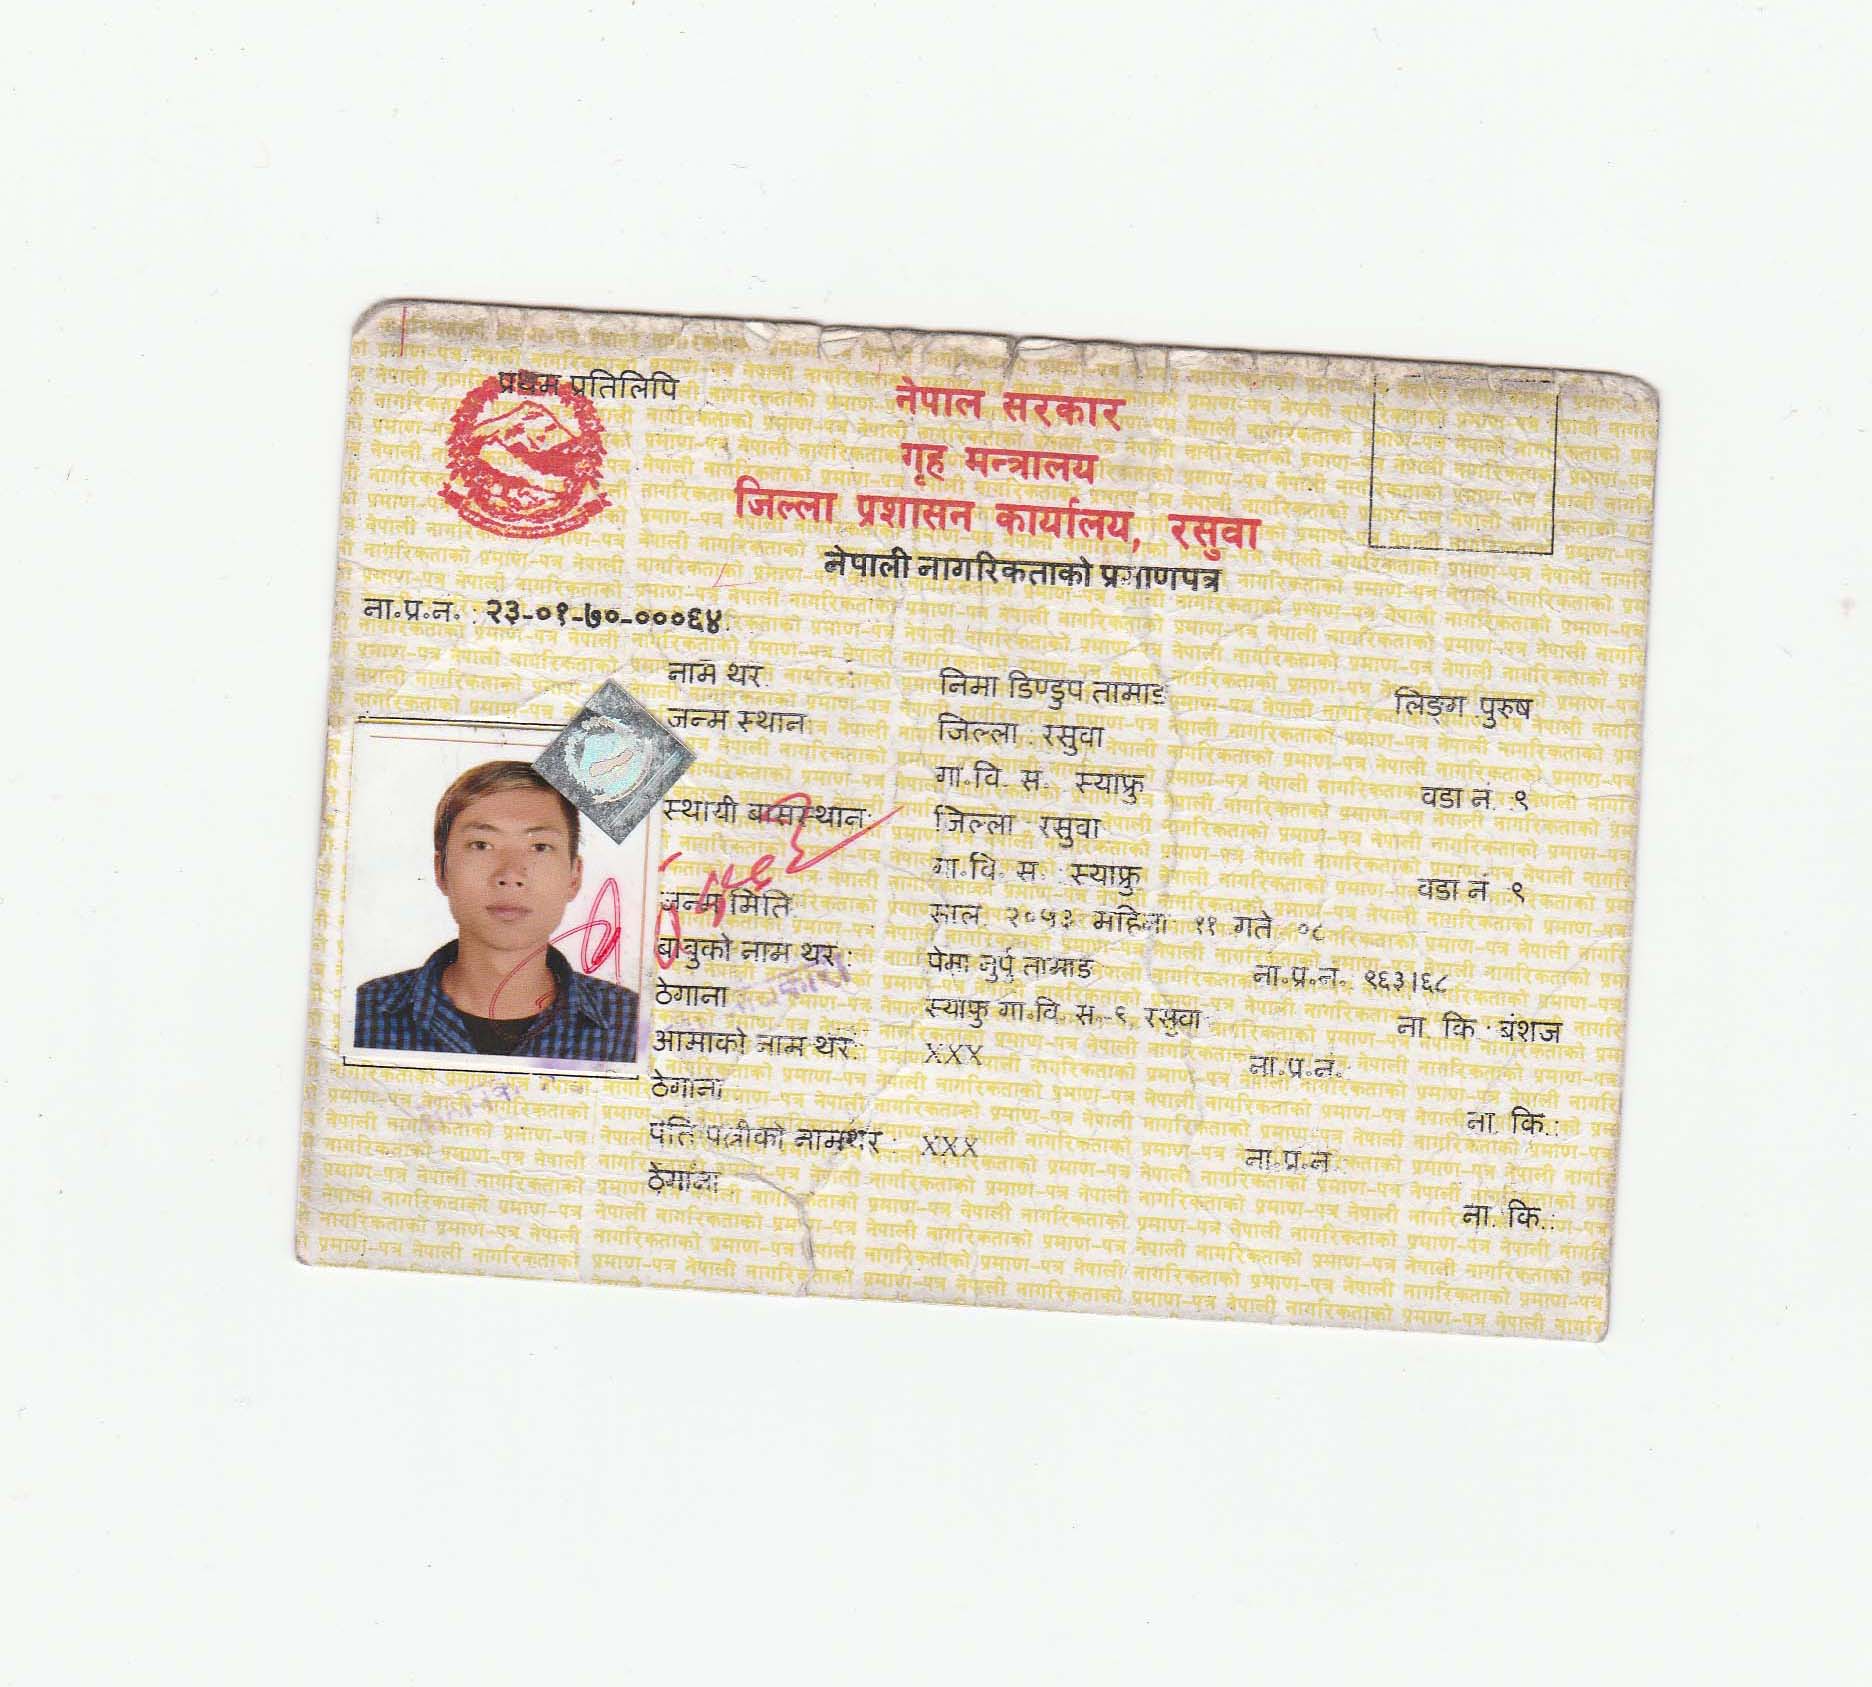 प्रथम प्रतिलिपि
नेपाल सरकार
गृह मन्त्रालय
जिल्ला प्रशासन कार्यालय, रसुवा
नेपाली नागरिकताको प्रमाणपत्र
ना.प्र.नं. : २३-०१-७०-०००६४
नाम थर : निमा डिण्डुप तामाङ लिङ्ग पुरुष
जन्म स्थान जिल्ला : रसुवा
गा.वि. स. स्याफ्रु वडा नं. : ९
स्थायी बासस्थान: जिल्ला रसुवा
गा.वि. स. : स्याफ्रु वडा नं ९
जन्म मिति साल: २०५३ महिना ११ गते ०८
बाबुको नाम थर : पेमा नुर्पु तामाङ ना.प्र.नं. ९६३।६८
ठेगाना स्याफ्रु गा.वि. स.-९ रसुवा ना. कि : बंशज
आमाको नाम थर: XXX ना.प्र.नं.
ठेगाना ना. कि.:
पति पत्नीको नामथर : XXX ना.प्र.नं.
ठेगाना ना. कि.: